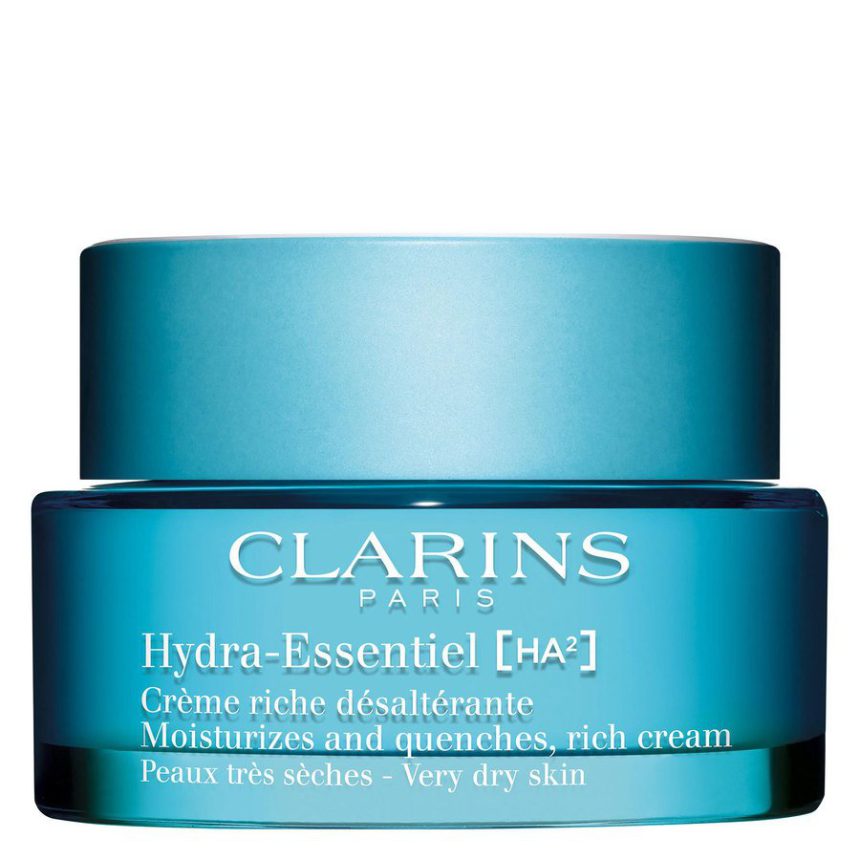 CLARINS
PARIS
Hydra-Essentiel [HA²]
Crème riche désaltérante
Moisturizes and quenches, rich cream
Peaux très sèches - Very dry skin